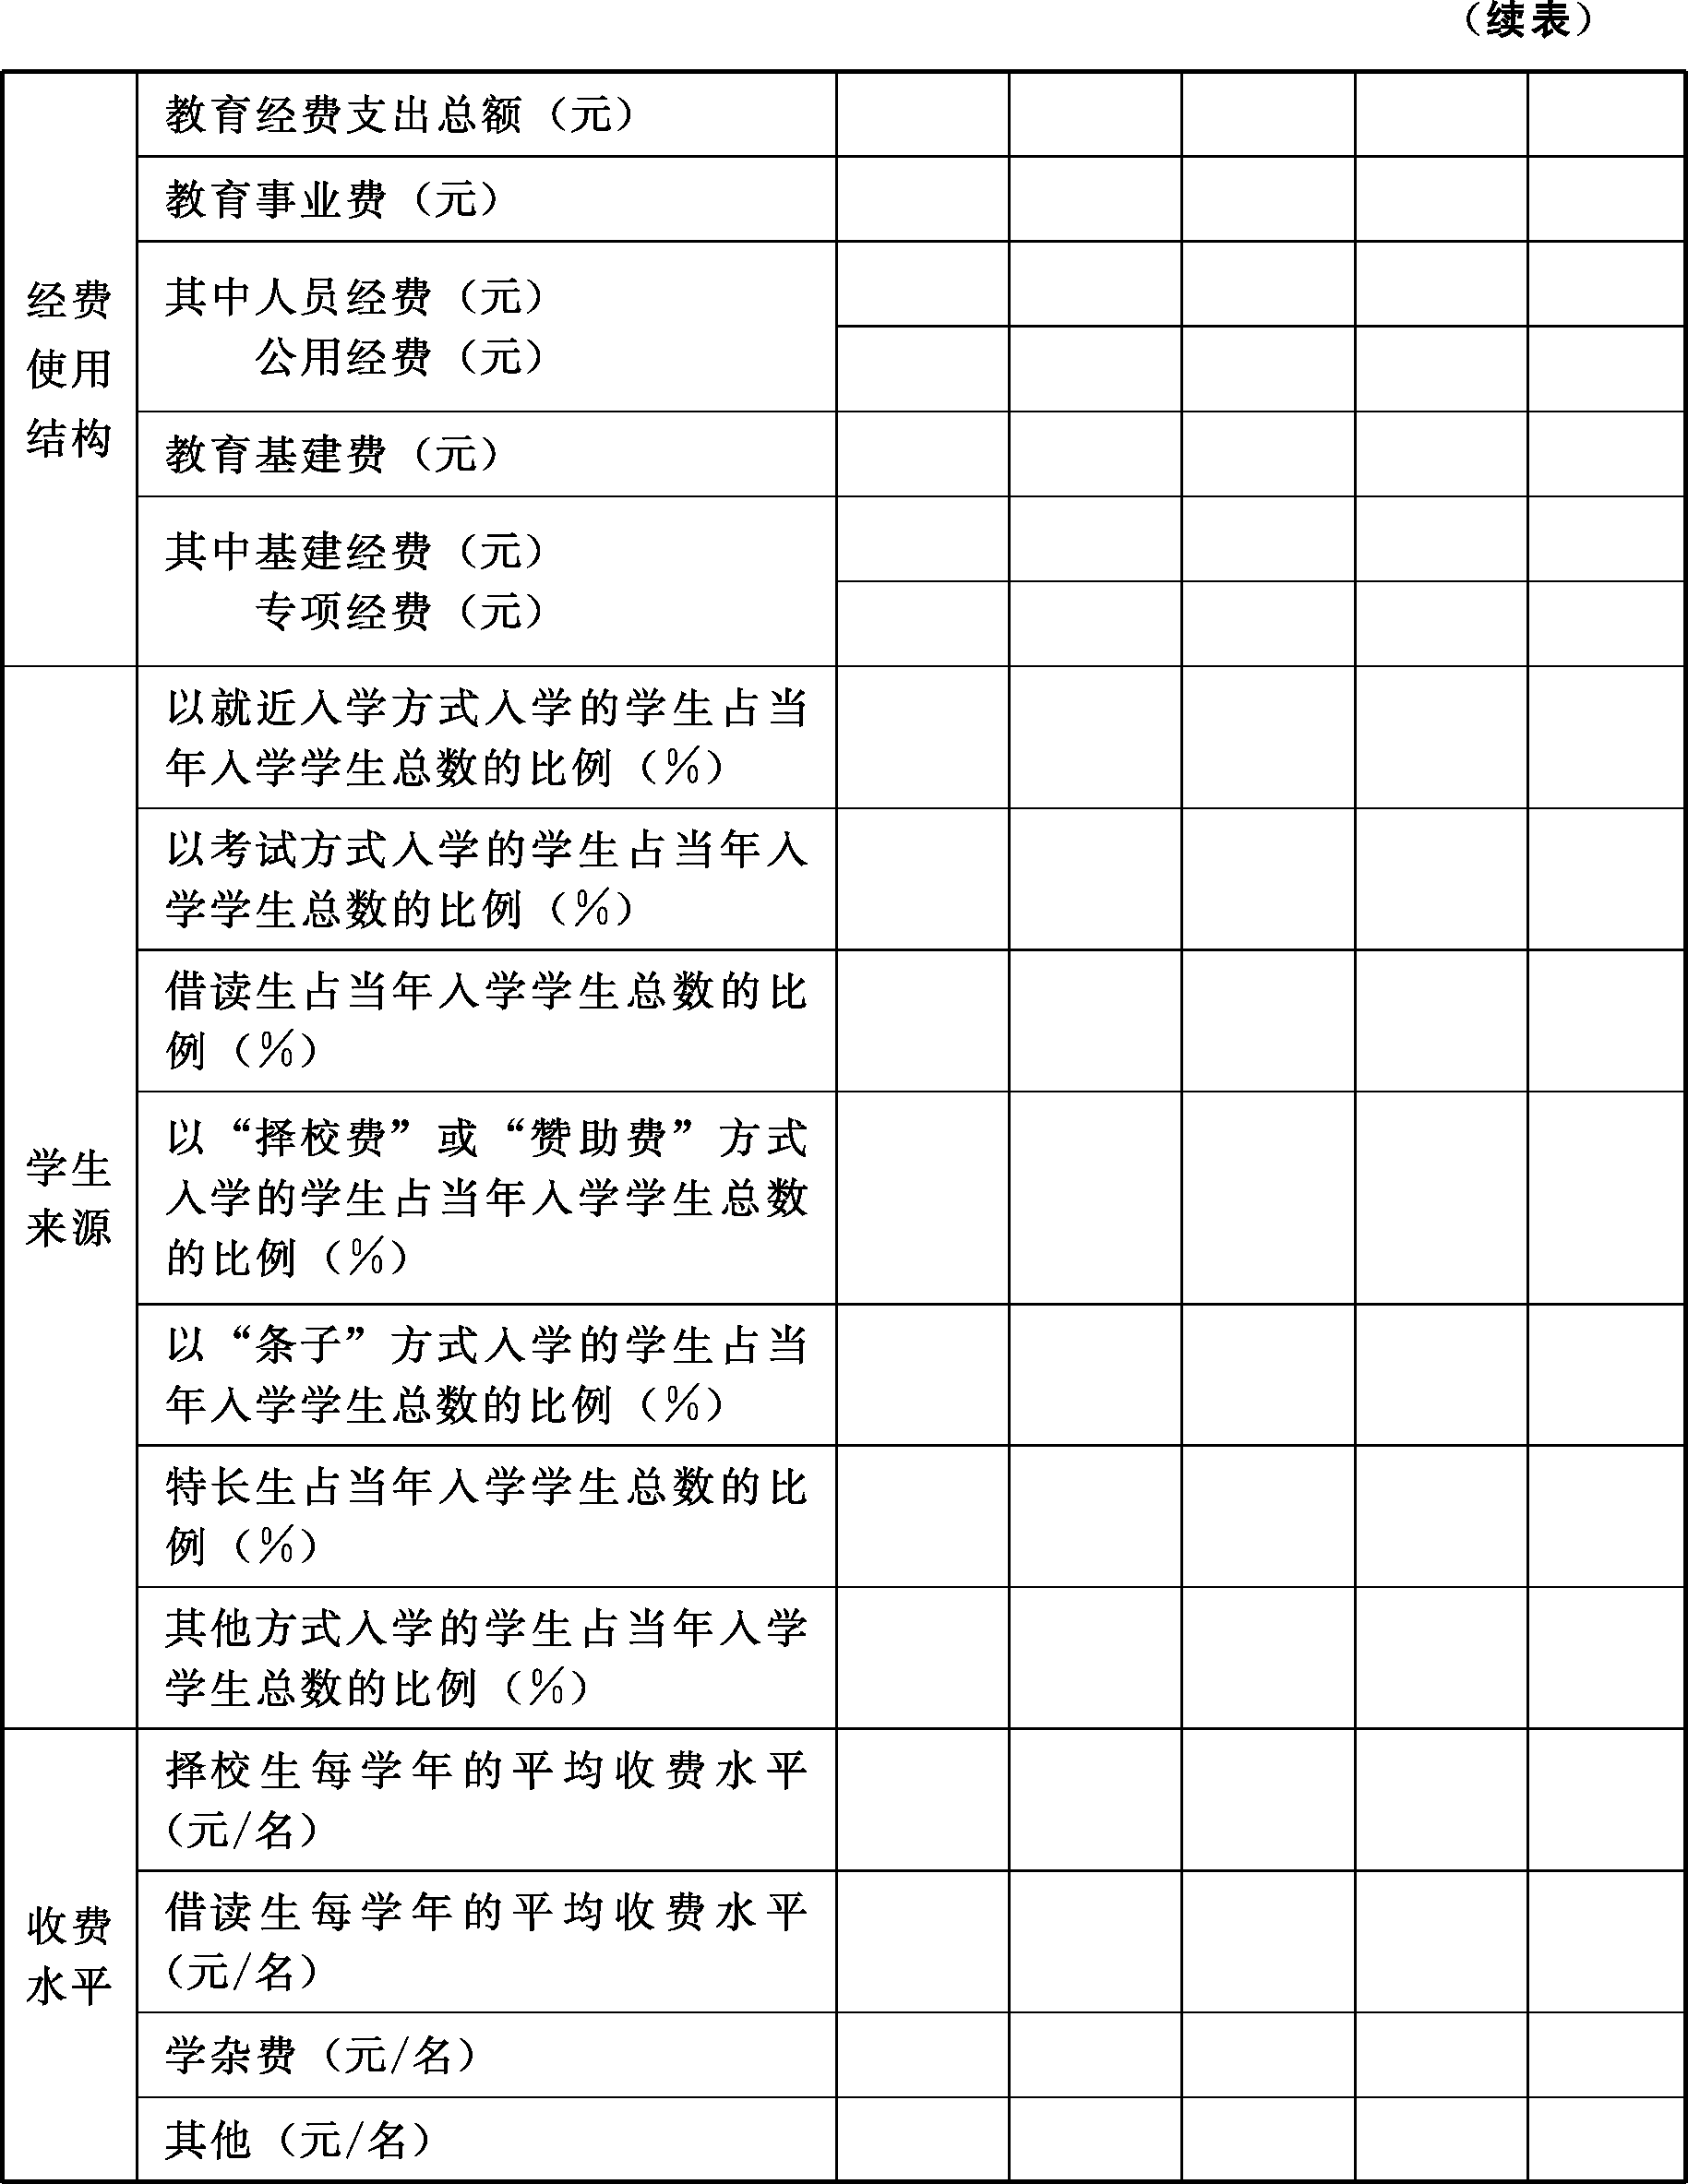 （续表）
经费
使用
结构
教育经费支出总额（元）
教育事业费（元）
其中人员经费（元）
公用经费（元）
教育基建费（元）
其中基建经费（元）
专项经费（元）
学生
来源
以就近入学方式入学的学生占当
年入学学生总数的比例（%）
以考试方式入学的学生占当年入
学学生总数的比例（%）
借读生占当年入学学生总数的比
例（%）
以“择校费”或“赞助费”方式
入学的学生占当年入学学生总数
的比例（%）
以“条子”方式入学的学生占当
年入学学生总数的比例（%）
特长生占当年入学学生总数的比
例（%）
其他方式入学的学生占当年入学
学生总数的比例（%）
收费
水平
择校生每学年的平均收费水平
（元/名）
借读生每学年的平均收费水平
（元/名）
学杂费（元/名）
其他（元/名）